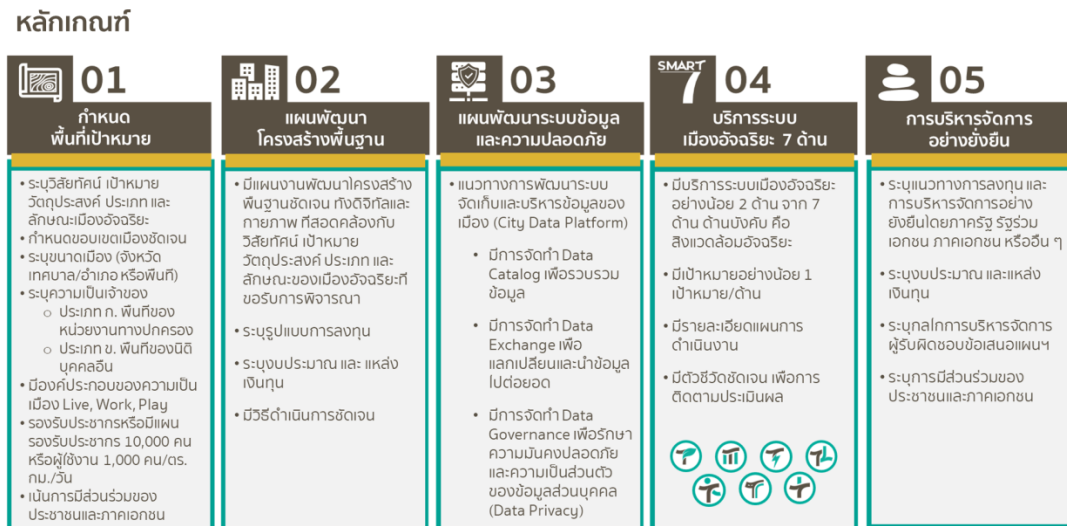 หลักเกณฑ์
01
กำหนด
พื้นที่เป้าหมาย
• ระบุวิสัยทัศน์ เป้าหมาย
วัตถุประสงค์ ประเภท และ
ลักษณะเมืองอัจฉริยะ
• กำหนดขอบเขตเมืองชัดเจน
• ระบุขนาดเมือง (จังหวัด
เทศบาล/อำเภอ หรือพื้นที่)
• ระบุความเป็นเจ้าของ
o ประเภท ก. พื้นที่ของ
หน่วยงานทางปกครอง
o ประเภท ข. พื้นที่ของนิติ
บุคคลอื่น
• มีองค์ประกอบของความเป็น
เมือง Live, Work, Play
• รองรับประชากรหรือมีแผน
รองรับประชากร 10,000 คน
หรือผู้ใช้งาน 1,000 คน/ตร.
กม./วัน
• เน้นการมีส่วนร่วมของ
ประชาชนและภาคเอกชน
02
แผนพัฒนา
โครงสร้างพื้นฐาน
• มีแผนงานพัฒนาโครงสร้าง
พื้นฐานชัดเจน ทั้งดิจิทัลและ
กายภาพ ที่สอดคล้องกับ
วิสัยทัศน์ เป้าหมาย
วัตถุประสงค์ ประเภท และ
ลักษณะของเมืองอัจฉริยะที่
ขอรับการพิจารณา
• ระบุรูปแบบการลงทุน
• ระบุงบประมาณ และ แหล่ง
เงินทุน
• มีวิธีดำเนินการชัดเจน
03
แผนพัฒนาระบบข้อมูล
และความปลอดภัย
• แนวทางการพัฒนาระบบ
จัดเก็บและบริหารข้อมูลของ
เมือง (City Data Platform)
• มีการจัดทำ Data
Catalog เพื่อรวบรวม
ข้อมูล
• มีการจัดทำ Data
Exchange เพื่อ
แลกเปลี่ยนและนำข้อมูล
ไปต่อยอด
• มีการจัดทำ Data
Governance เพื่อรักษา
ความมั่นคงปลอดภัย
และความเป็นส่วนตัว
ของข้อมูลส่วนบุคคล
(Data Privacy)
SMART
7
04
บริการระบบ
เมืองอัจฉริยะ 7 ด้าน
• มีบริการระบบเมืองอัจฉริยะ
อย่างน้อย 2 ด้าน จาก 7
ด้าน ด้านบังคับ คือ
สิ่งแวดล้อมอัจฉริยะ
• มีเป้าหมายอย่างน้อย 1
เป้าหมาย/ด้าน
• มีรายละเอียดแผนการ
ดำเนินงาน
• มีตัวชี้วัดชัดเจน เพื่อการ
ติดตามประเมินผล
05
การบริหารจัดการ
อย่างยั่งยืน
• ระบุแนวทางการลงทุน และ
การบริหารจัดการอย่าง
ยั่งยืนโดยภาครัฐ รัฐร่วม
เอกชน ภาคเอกชน หรืออื่น ๆ
• ระบุงบประมาณ และแหล่ง
เงินทุน
• ระบุกลไกการบริหารจัดการ
ผู้รับผิดชอบข้อเสนอแผนฯ
• ระบุการมีส่วนร่วมของ
ประชาชนและภาคเอกชน